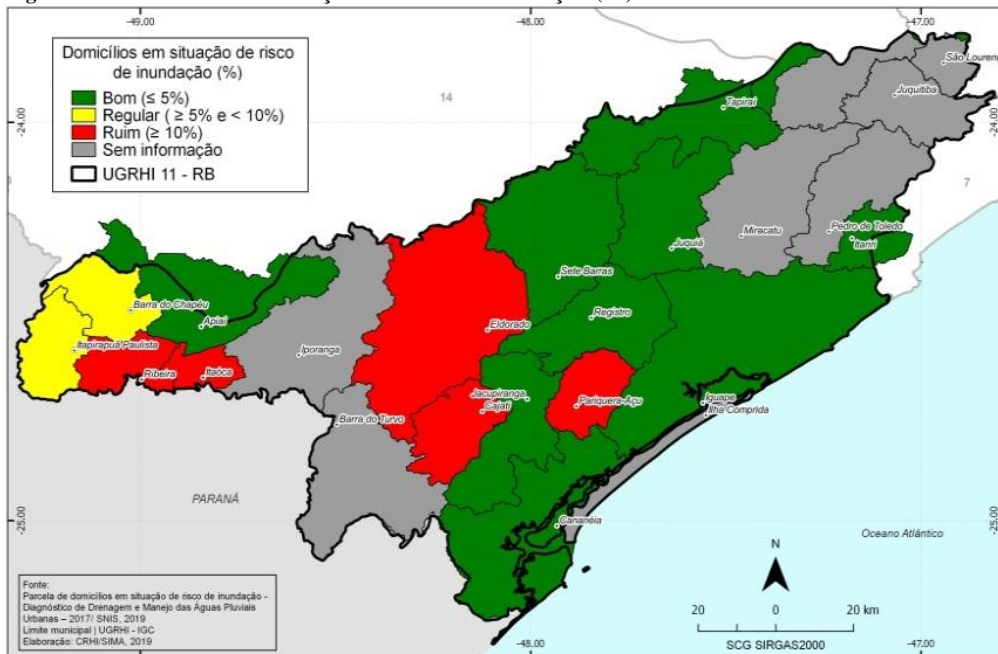 -49.00
-48.00
-47.00
Domicílios em situação de risco
de inundação (%)
Bom (≤ 5%)
Regular ( ≥ 5% e < 10%)
Ruim (≥ 10%)
Sem informação
UGRHI 11 - RB
14
7
-24.00
-24.00
São Lourenç
Juquitiba
Tapiraí
Pedro de Toledo
Itariri
Miracatu
Juquiá
Sete Barras
Registro
Eldorado
Barra do Chapéu
Apiaí
Itapirapuã Paulista
Ribeira
Itaóca
Iporanga
Barra do Turvo
Jacupiranga
Cajati
Pariquera-Açu
Iguape
Ilha Comprida
Cananéia
PARANÁ
Oceano Atlântico
-25.00
-25.00
N
20 0 20 km
SCG SIRGAS2000
Fonte:
Parcela de domicílios em situação de risco de inundação -
Diagnóstico de Drenagem e Manejo das Águas Pluviais
Urbanas – 2017/ SNIS, 2019
Limite municipal | UGRHI - IGC
Elaboração: CRHI/SIMA, 2019
-49.00
-48.00
-47.00